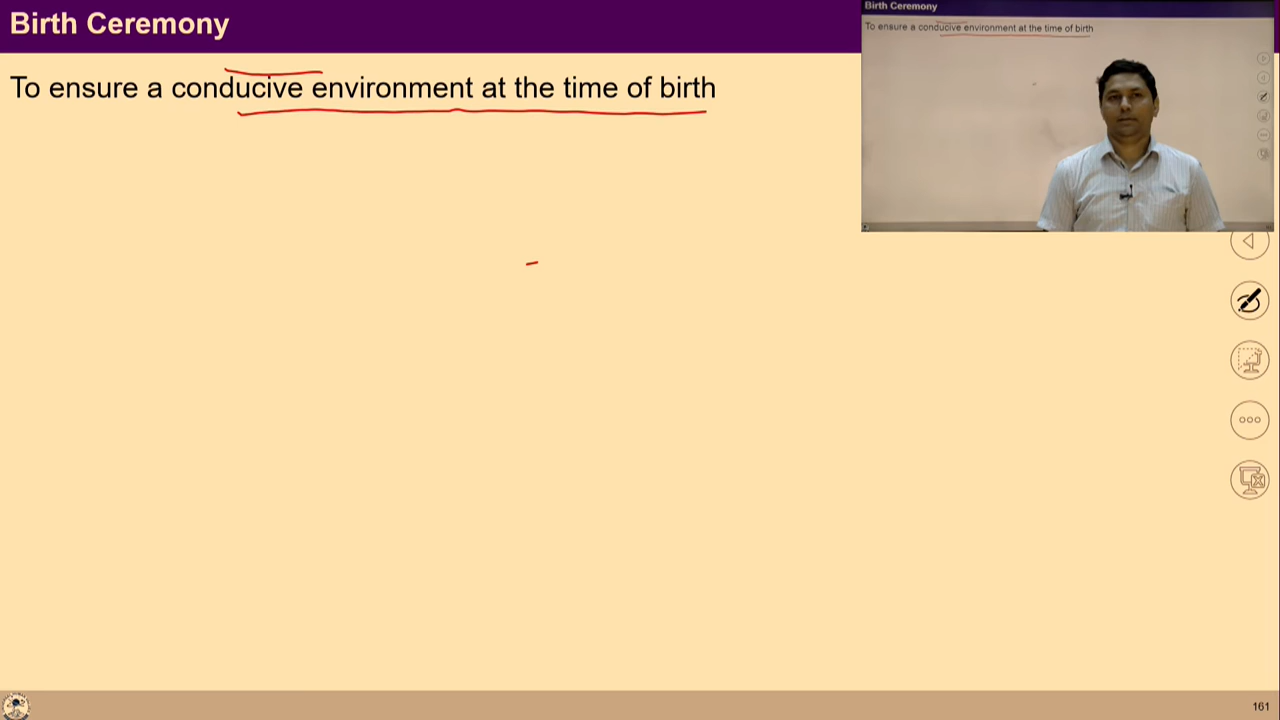 Birth Ceremony
To ensure a conducive environment at the time of birth
Birth Ceremony
To ensure a conducive environment at the time of birth
161